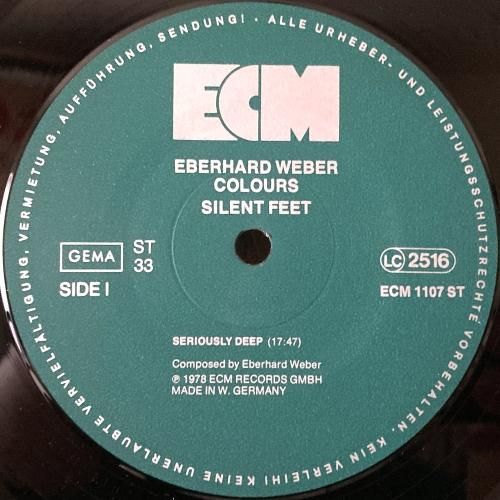 ECM
EBERHARD WEBER
COLOURS
SILENT FEET
GEMA
ST
33
SIDE I
LC 2516
ECM 1107 ST
SERIOUSLY DEEP (17:47)
Composed by Eberhard Weber
℗ 1978 ECM RECORDS GMBH
MADE IN W. GERMANY
ALLE URHEBER- UND LEISTUNGSSCHUTZRECHTE VORBEHALTEN. KEIN VERLEIH! KEINE UNERLAUBTE VERVIELFÄLTIGUNG, VERMIETUNG, AUFFÜHRUNG, SENDUNG! ·